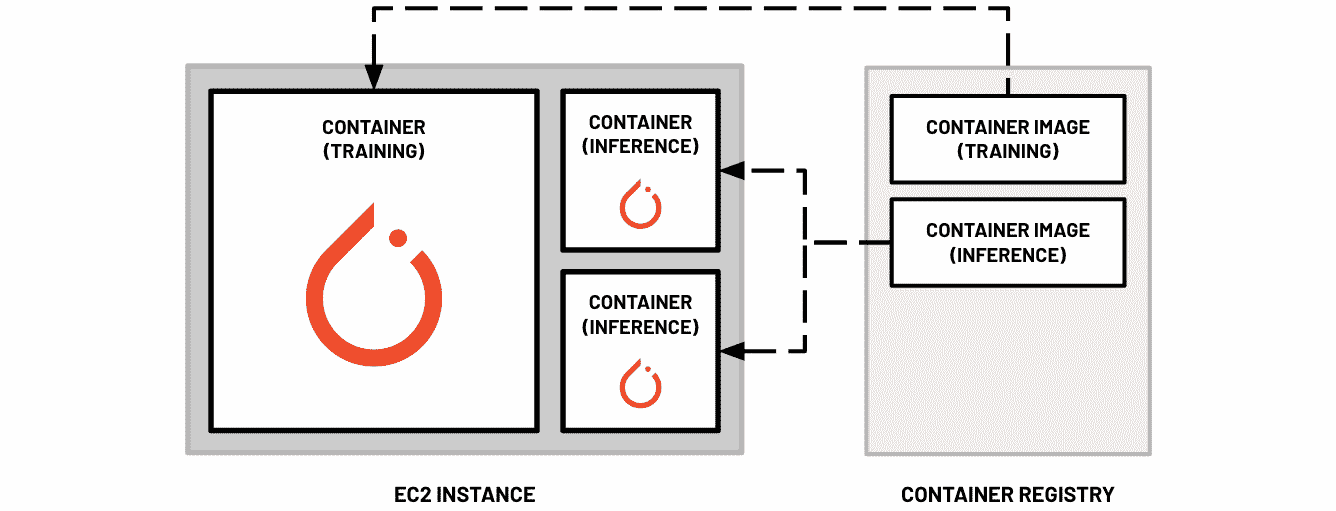 CONTAINER
(TRAINING)
CONTAINER
(INFERENCE)
CONTAINER
(INFERENCE)
EC2 INSTANCE
CONTAINER IMAGE
(TRAINING)
CONTAINER IMAGE
(INFERENCE)
CONTAINER REGISTRY